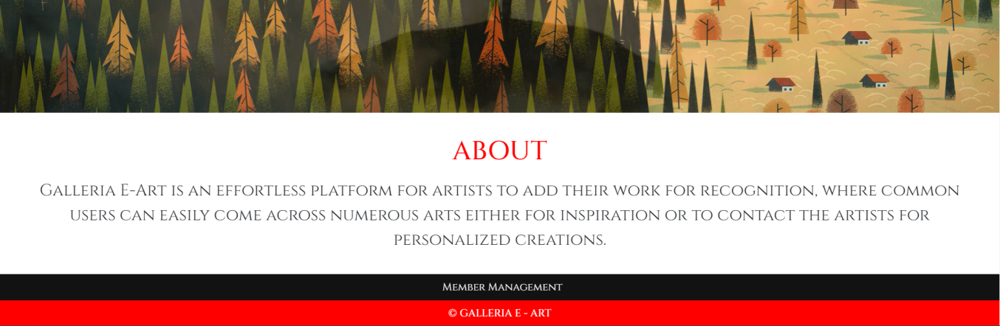 ABOUT
Galleria E-Art is an effortless platform for artists to add their work for recognition, where common
users can easily come across numerous arts either for inspiration or to contact the artists for
personalized creations.
Member Management
© GALLERIA E - ART